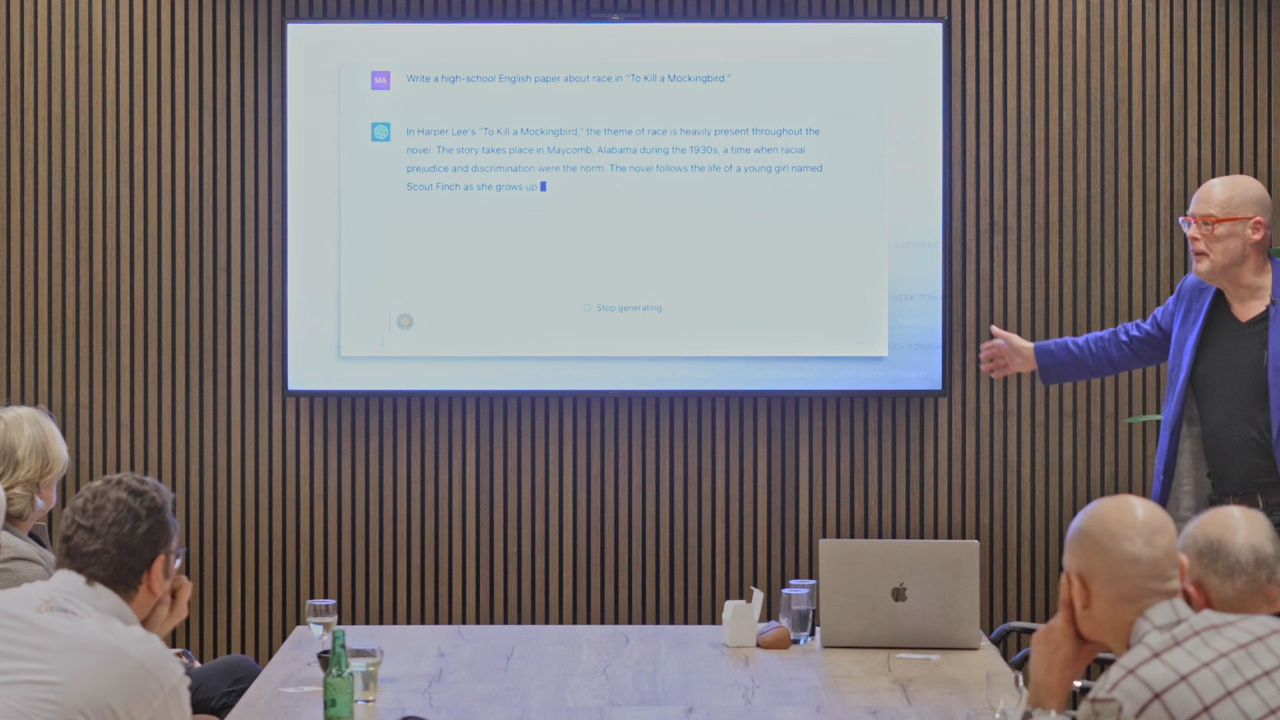 MA
Write a high-school English paper about race in "To Kill a Mockingbird."
In Harper Lee's "To Kill a Mockingbird," the theme of race is heavily present throughout the
novel. The story takes place in Maycomb, Alabama during the 1930s, a time when racial
prejudice and discrimination were the norm. The novel follows the life of a young girl named
Scout Finch as she grows up
Stop generating